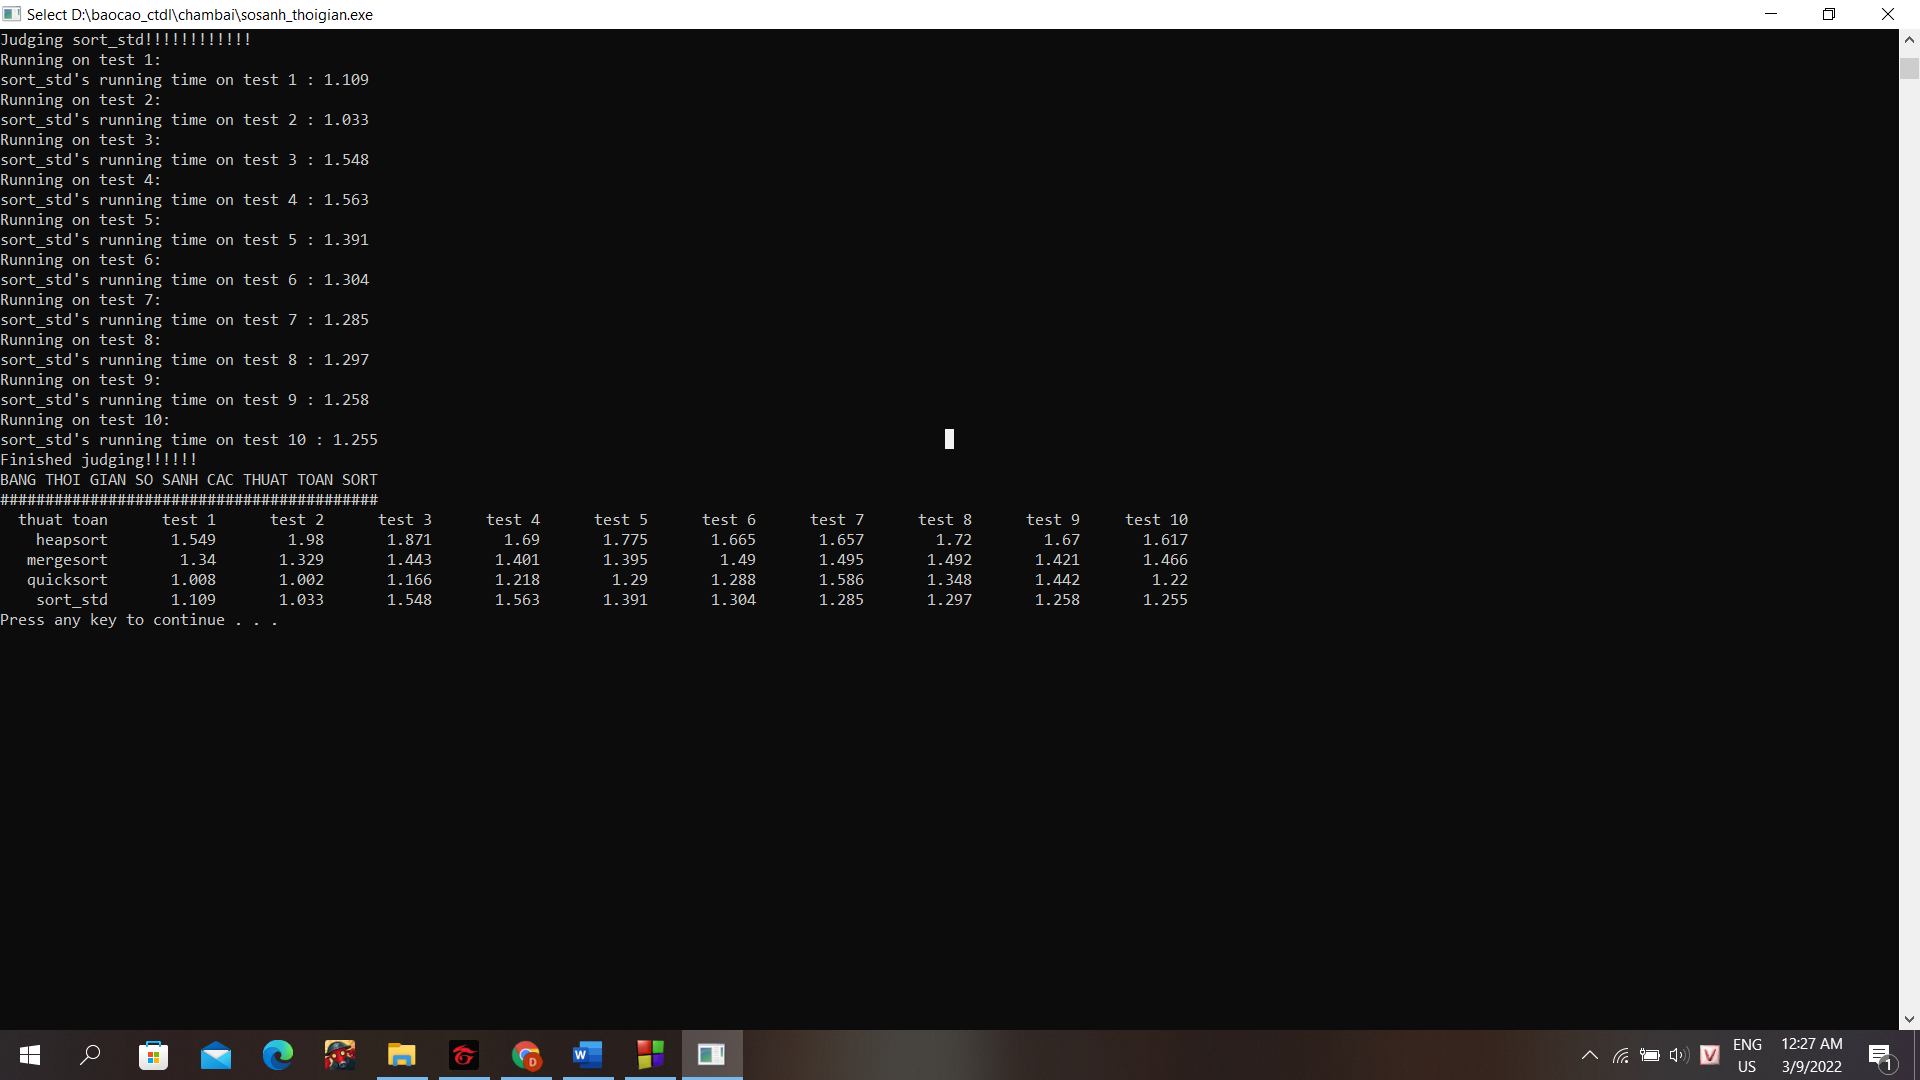 Select D:\baocao_ctdl\chambai\sosanh_thoigian.exe
Judging sort_std!!!!!!!!!!!!
Running on test 1:
sort_std's running time on test 1 : 1.109
Running on test 2:
sort_std's running time on test 2 : 1.033
Running on test 3:
sort_std's running time on test 3 : 1.548
Running on test 4:
sort_std's running time on test 4 : 1.563
Running on test 5:
sort_std's running time on test 5 : 1.391
Running on test 6:
sort_std's running time on test 6 : 1.304
Running on test 7:
sort_std's running time on test 7 : 1.285
Running on test 8:
sort_std's running time on test 8 : 1.297
Running on test 9:
sort_std's running time on test 9 : 1.258
Running on test 10:
sort_std's running time on test 10 : 1.255
Finished judging!!!!!!
BANG THOI GIAN SO SANH CAC THUAT TOAN SORT
##########################################
thuat toan test 1 test 2 test 3 test 4 test 5 test 6 test 7 test 8 test 9 test 10
heapsort 1.549 1.98 1.871 1.69 1.775 1.665 1.657 1.72 1.67 1.617
mergesort 1.34 1.329 1.443 1.401 1.395 1.49 1.495 1.492 1.421 1.466
quicksort 1.008 1.002 1.166 1.218 1.29 1.288 1.586 1.348 1.442 1.22
sort_std 1.109 1.033 1.548 1.563 1.391 1.304 1.285 1.297 1.258 1.255
Press any key to continue . . .
D
W
V
ENG
US
12:27 AM
3/9/2022
1